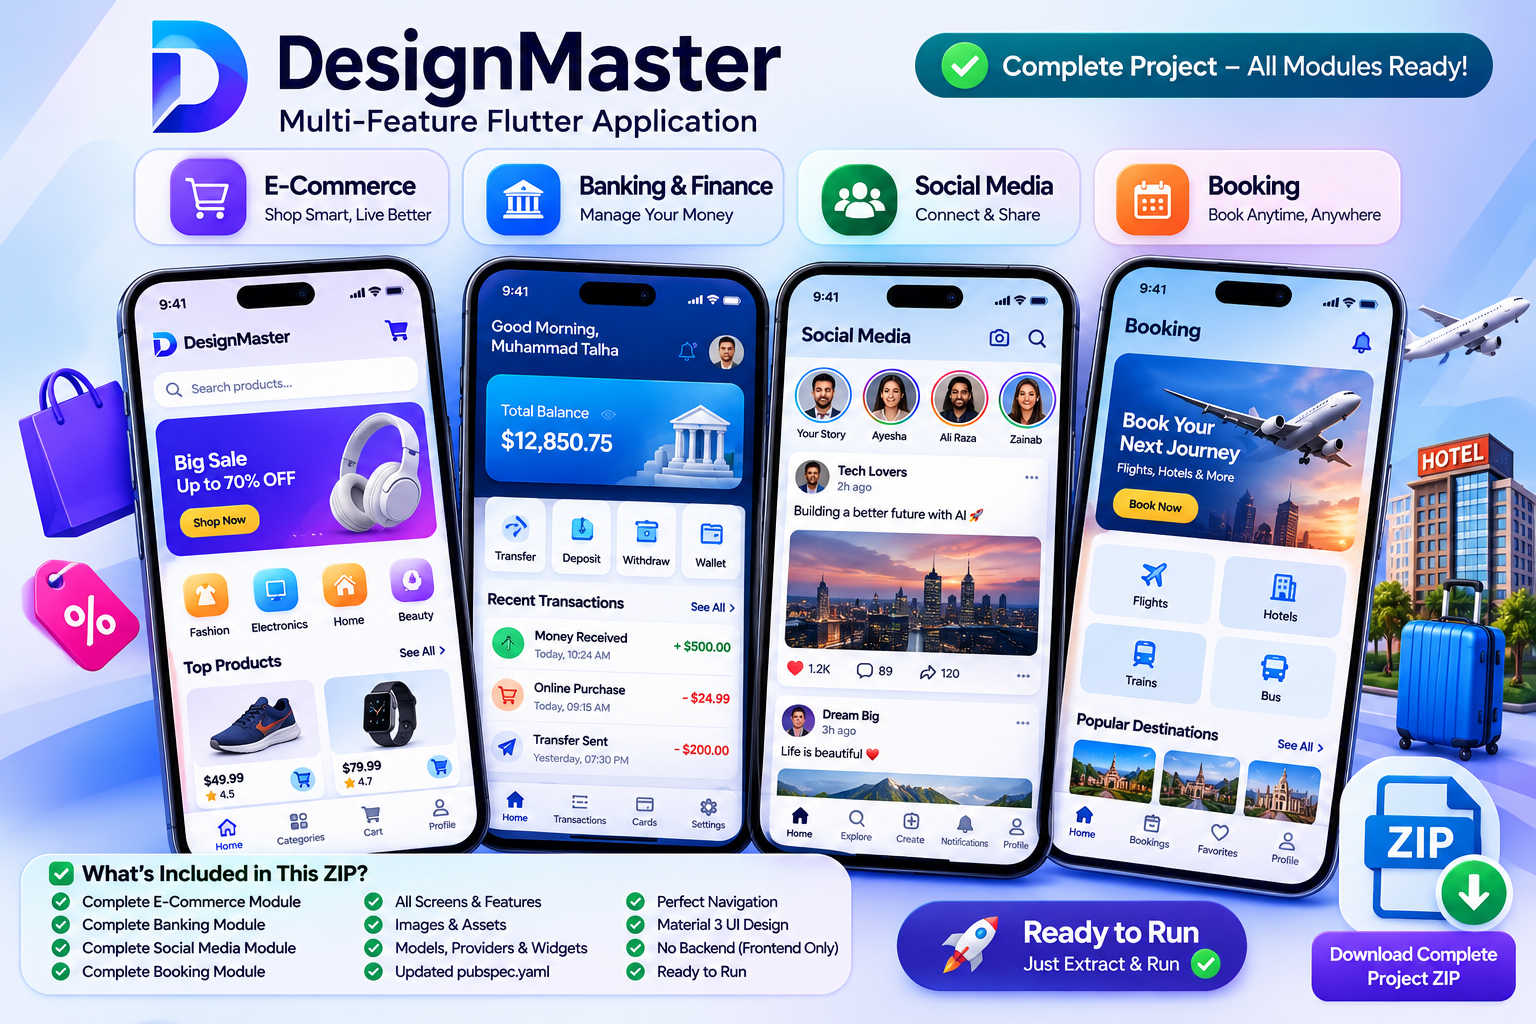 DesignMaster
Multi-Feature Flutter Application
Complete Project – All Modules Ready!
E-Commerce
Shop Smart, Live Better
Banking & Finance
Manage Your Money
Social Media
Connect & Share
Booking
Book Anytime, Anywhere
9:41
DesignMaster
Search products...
Big Sale
Up to 70% OFF
Shop Now
Fashion
Electronics
Home
Beauty
Top Products
See All >
$49.99
4.5
$79.99
4.7
Home
Categories
Cart
Profile
9:41
Good Morning,
Muhammad Talha
Total Balance
$12,850.75
Transfer
Deposit
Withdraw
Wallet
Recent Transactions
See All >
Money Received
Today, 10:24 AM
+ $500.00
Online Purchase
Today, 09:15 AM
- $24.99
Transfer Sent
Yesterday, 07:30 PM
- $200.00
Home
Transactions
Cards
Settings
9:41
Social Media
Your Story
Ayesha
Ali Raza
Zainab
Tech Lovers
2h ago
Building a better future with AI 🚀
1.2K
89
120
Dream Big
3h ago
Life is beautiful ❤️
Home
Explore
Create
Notifications
Profile
9:41
Booking
Book Your
Next Journey
Flights, Hotels & More
Book Now
Flights
Hotels
Trains
Bus
Popular Destinations
See All >
Home
Bookings
Favorites
Profile
%
HOTEL
What's Included in This ZIP?
Complete E-Commerce Module
Complete Banking Module
Complete Social Media Module
Complete Booking Module
All Screens & Features
Images & Assets
Models, Providers & Widgets
Updated pubspec.yaml
Perfect Navigation
Material 3 UI Design
No Backend (Frontend Only)
Ready to Run
Ready to Run
Just Extract & Run
ZIP
Download Complete
Project ZIP